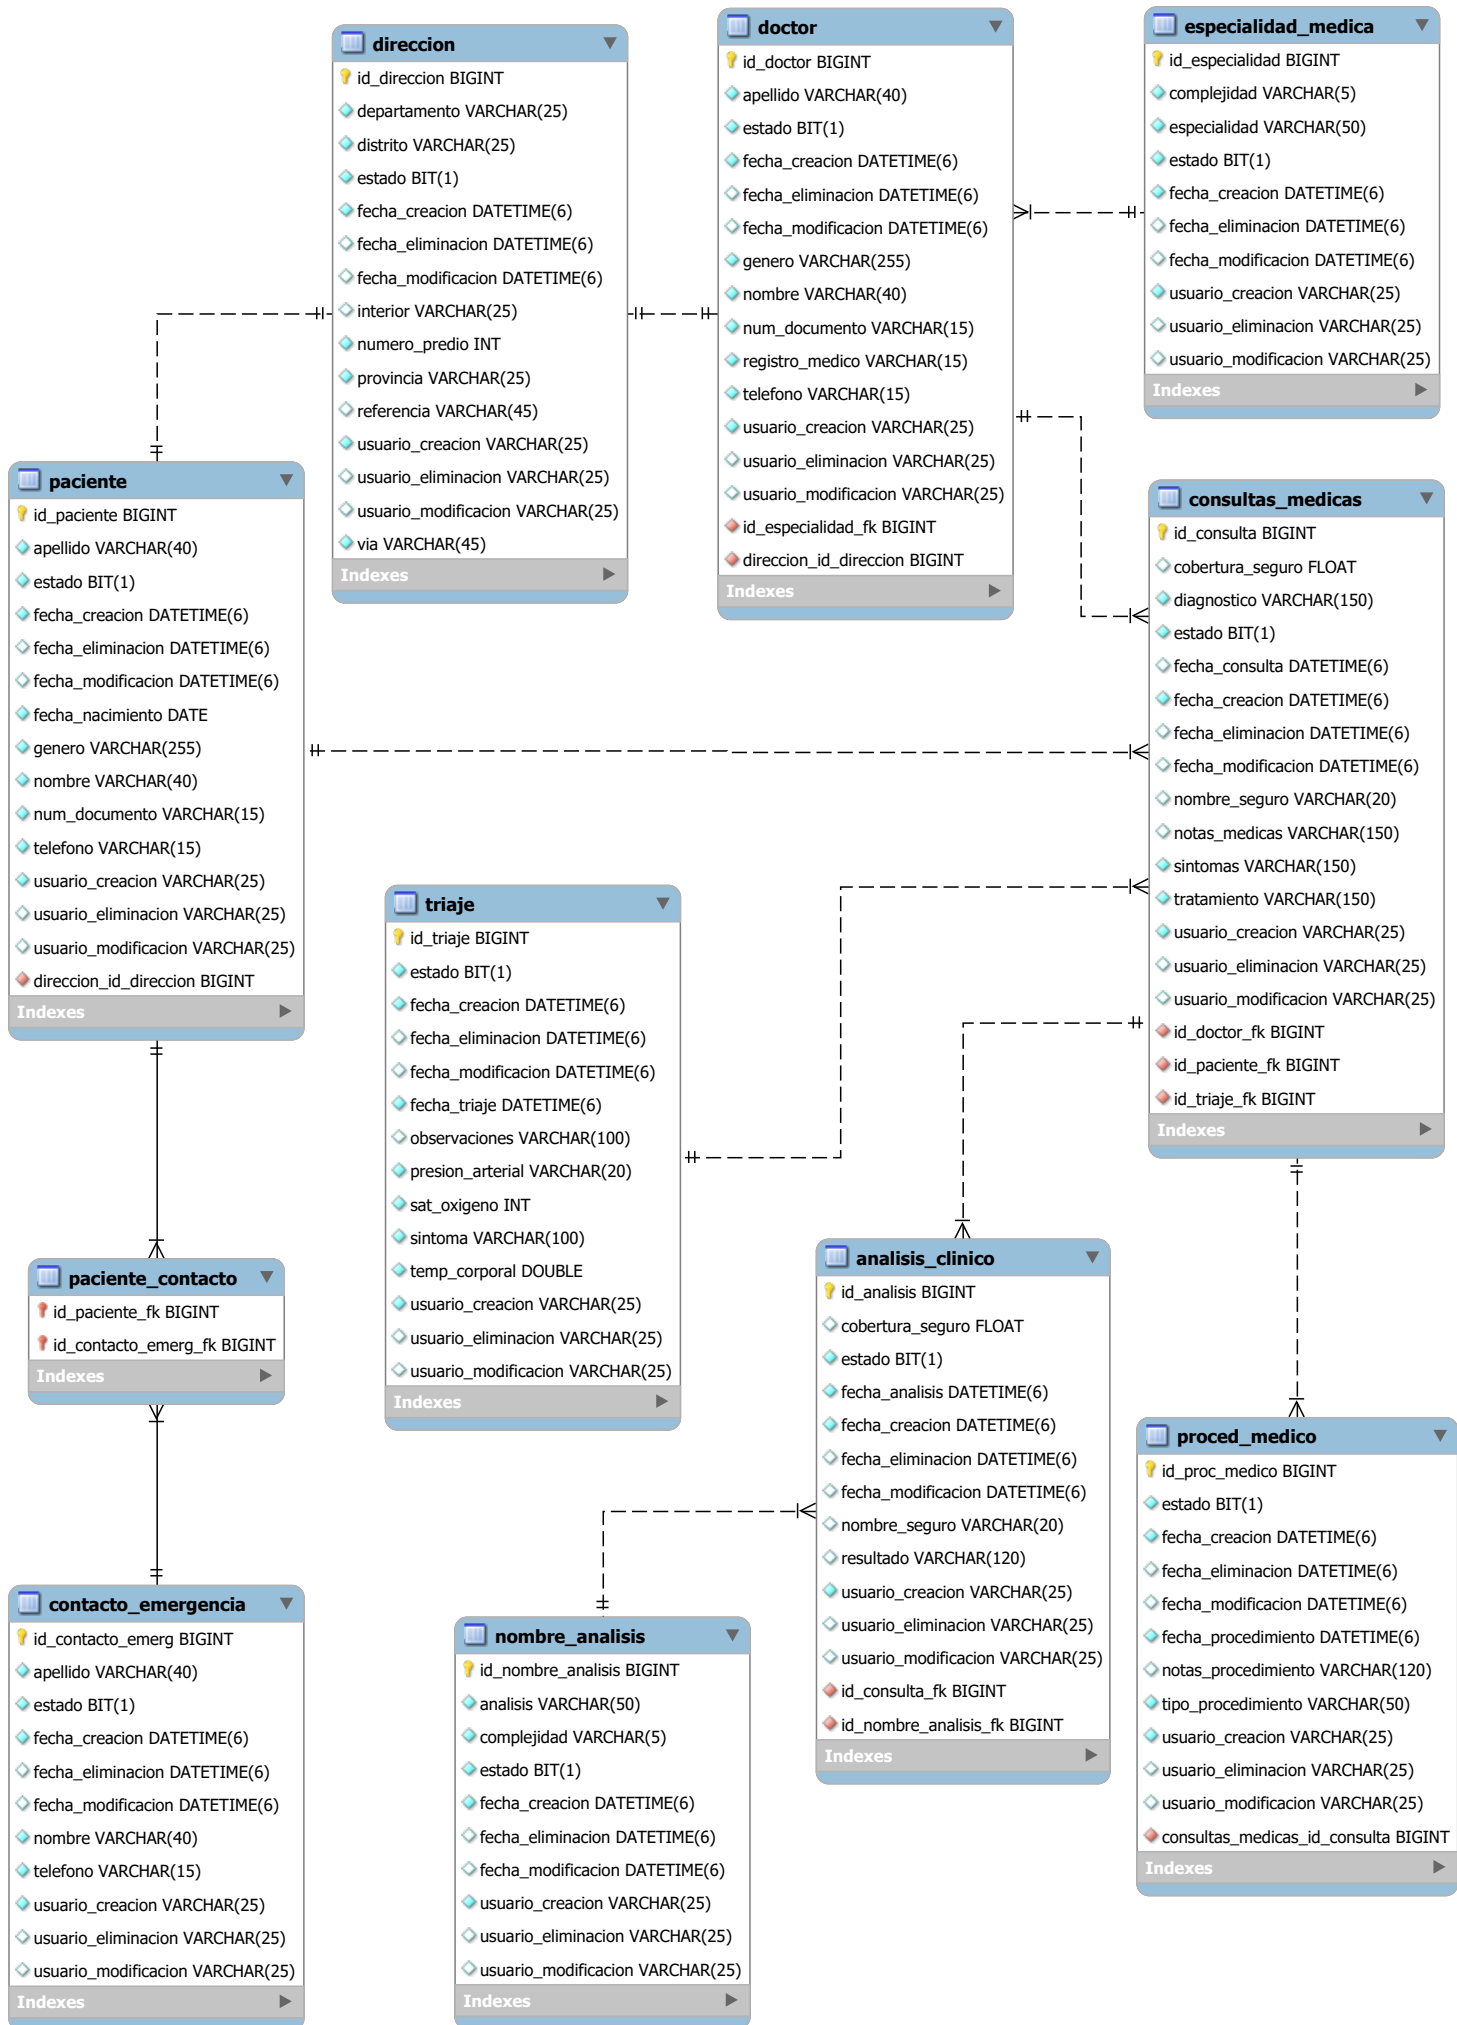 direccion
id_direccion BIGINT
departamento VARCHAR(25)
distrito VARCHAR(25)
estado BIT(1)
fecha_creacion DATETIME(6)
fecha_eliminacion DATETIME(6)
fecha_modificacion DATETIME(6)
interior VARCHAR(25)
numero_predio INT
provincia VARCHAR(25)
referencia VARCHAR(45)
usuario_creacion VARCHAR(25)
usuario_eliminacion VARCHAR(25)
usuario_modificacion VARCHAR(25)
via VARCHAR(45)
Indexes
doctor
id_doctor BIGINT
apellido VARCHAR(40)
estado BIT(1)
fecha_creacion DATETIME(6)
fecha_eliminacion DATETIME(6)
fecha_modificacion DATETIME(6)
genero VARCHAR(255)
nombre VARCHAR(40)
num_documento VARCHAR(15)
registro_medico VARCHAR(15)
telefono VARCHAR(15)
usuario_creacion VARCHAR(25)
usuario_eliminacion VARCHAR(25)
usuario_modificacion VARCHAR(25)
id_especialidad_fk BIGINT
direccion_id_direccion BIGINT
Indexes
especialidad_medica
id_especialidad BIGINT
complejidad VARCHAR(5)
especialidad VARCHAR(50)
estado BIT(1)
fecha_creacion DATETIME(6)
fecha_eliminacion DATETIME(6)
fecha_modificacion DATETIME(6)
usuario_creacion VARCHAR(25)
usuario_eliminacion VARCHAR(25)
usuario_modificacion VARCHAR(25)
Indexes
paciente
id_paciente BIGINT
apellido VARCHAR(40)
estado BIT(1)
fecha_creacion DATETIME(6)
fecha_eliminacion DATETIME(6)
fecha_modificacion DATETIME(6)
fecha_nacimiento DATE
genero VARCHAR(255)
nombre VARCHAR(40)
num_documento VARCHAR(15)
telefono VARCHAR(15)
usuario_creacion VARCHAR(25)
usuario_eliminacion VARCHAR(25)
usuario_modificacion VARCHAR(25)
direccion_id_direccion BIGINT
Indexes
consultas_medicas
id_consulta BIGINT
cobertura_seguro FLOAT
diagnostico VARCHAR(150)
estado BIT(1)
fecha_consulta DATETIME(6)
fecha_creacion DATETIME(6)
fecha_eliminacion DATETIME(6)
fecha_modificacion DATETIME(6)
nombre_seguro VARCHAR(20)
notas_medicas VARCHAR(150)
sintomas VARCHAR(150)
tratamiento VARCHAR(150)
usuario_creacion VARCHAR(25)
usuario_eliminacion VARCHAR(25)
usuario_modificacion VARCHAR(25)
id_doctor_fk BIGINT
id_paciente_fk BIGINT
id_triaje_fk BIGINT
Indexes
triaje
id_triaje BIGINT
estado BIT(1)
fecha_creacion DATETIME(6)
fecha_eliminacion DATETIME(6)
fecha_modificacion DATETIME(6)
fecha_triaje DATETIME(6)
observaciones VARCHAR(100)
presion_arterial VARCHAR(20)
sat_oxigeno INT
sintoma VARCHAR(100)
temp_corporal DOUBLE
usuario_creacion VARCHAR(25)
usuario_eliminacion VARCHAR(25)
usuario_modificacion VARCHAR(25)
Indexes
paciente_contacto
id_paciente_fk BIGINT
id_contacto_emerg_fk BIGINT
Indexes
analisis_clinico
id_analisis BIGINT
cobertura_seguro FLOAT
estado BIT(1)
fecha_analisis DATETIME(6)
fecha_creacion DATETIME(6)
fecha_eliminacion DATETIME(6)
fecha_modificacion DATETIME(6)
nombre_seguro VARCHAR(20)
resultado VARCHAR(120)
usuario_creacion VARCHAR(25)
usuario_eliminacion VARCHAR(25)
usuario_modificacion VARCHAR(25)
id_consulta_fk BIGINT
id_nombre_analisis_fk BIGINT
Indexes
proced_medico
id_proc_medico BIGINT
estado BIT(1)
fecha_creacion DATETIME(6)
fecha_eliminacion DATETIME(6)
fecha_modificacion DATETIME(6)
fecha_procedimiento DATETIME(6)
notas_procedimiento VARCHAR(120)
tipo_procedimiento VARCHAR(50)
usuario_creacion VARCHAR(25)
usuario_eliminacion VARCHAR(25)
usuario_modificacion VARCHAR(25)
consultas_medicas_id_consulta BIGINT
Indexes
contacto_emergencia
id_contacto_emerg BIGINT
apellido VARCHAR(40)
estado BIT(1)
fecha_creacion DATETIME(6)
fecha_eliminacion DATETIME(6)
fecha_modificacion DATETIME(6)
nombre VARCHAR(40)
telefono VARCHAR(15)
usuario_creacion VARCHAR(25)
usuario_eliminacion VARCHAR(25)
usuario_modificacion VARCHAR(25)
Indexes
nombre_analisis
id_nombre_analisis BIGINT
analisis VARCHAR(50)
complejidad VARCHAR(5)
estado BIT(1)
fecha_creacion DATETIME(6)
fecha_eliminacion DATETIME(6)
fecha_modificacion DATETIME(6)
usuario_creacion VARCHAR(25)
usuario_eliminacion VARCHAR(25)
usuario_modificacion VARCHAR(25)
Indexes